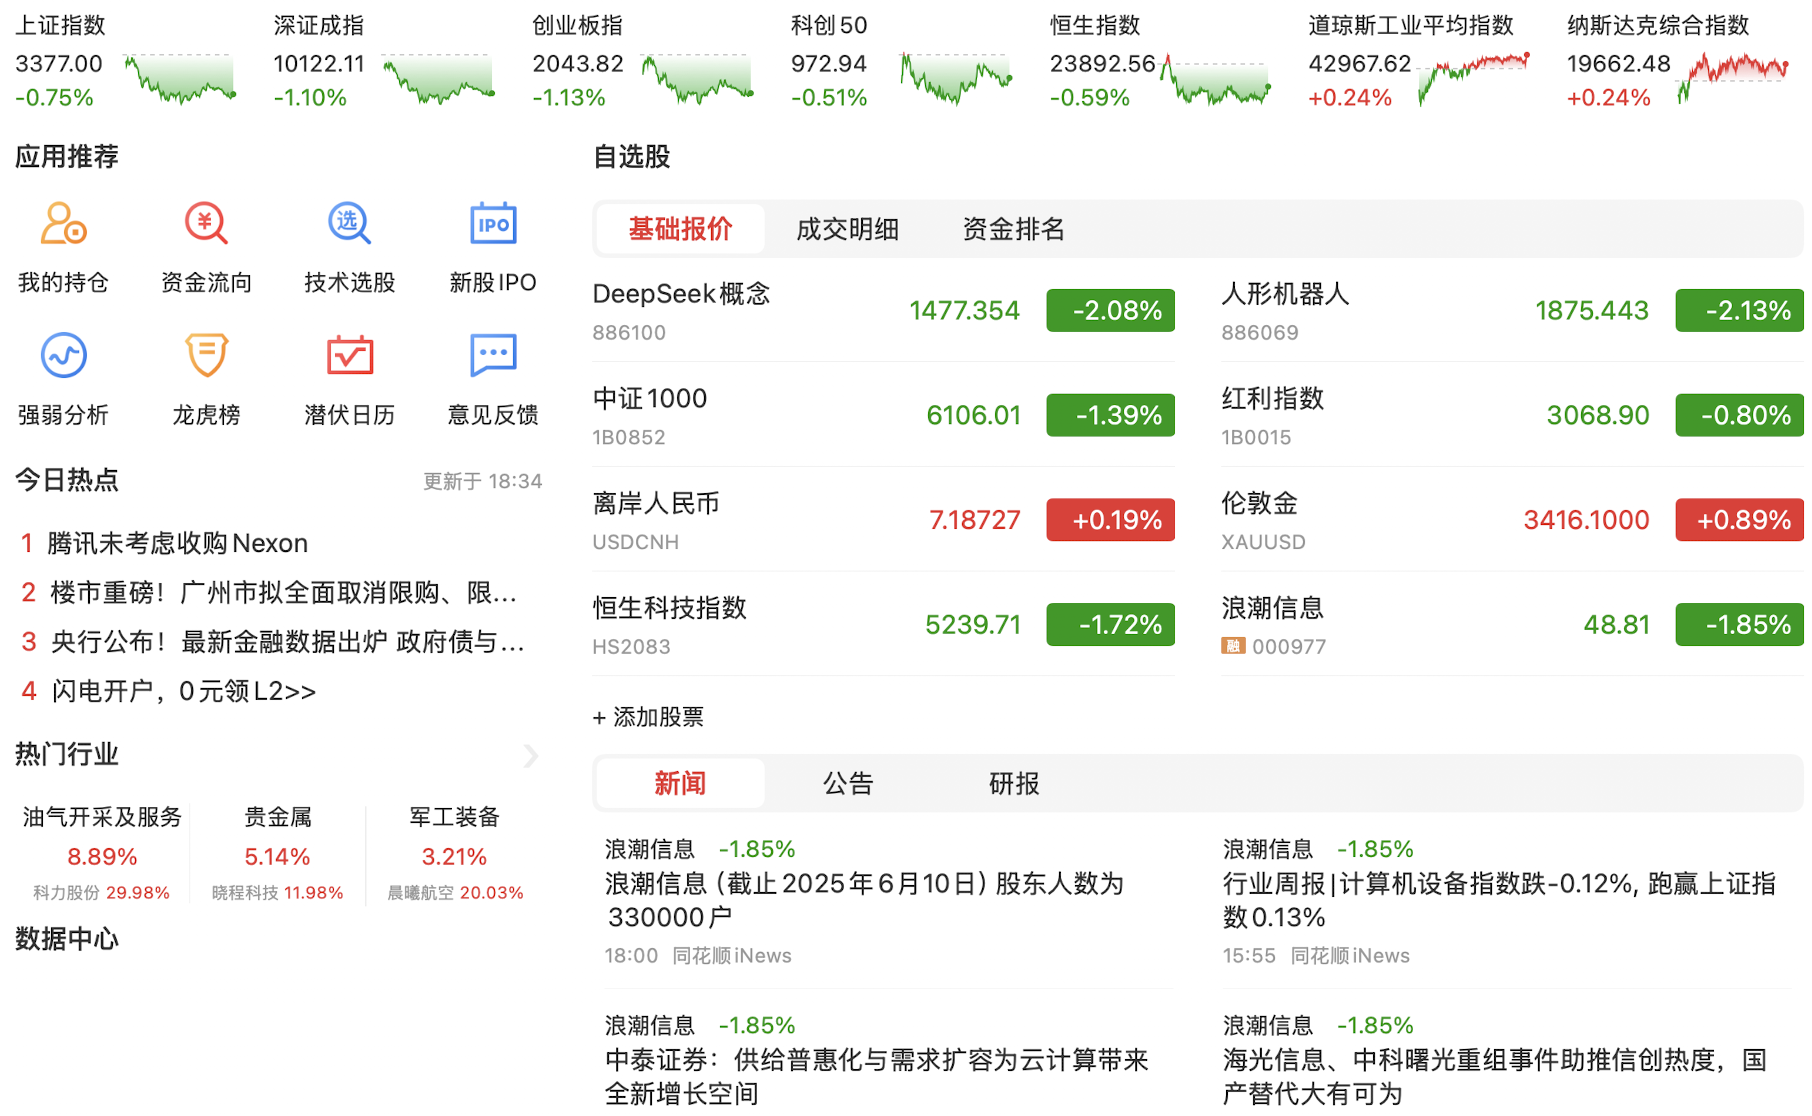 上证指数
3377.00
-0.75%
深证成指
10122.11
-1.10%
创业板指
2043.82
-1.13%
科创50
972.94
-0.51%
恒生指数
23892.56
-0.59%
道琼斯工业平均指数
42967.62
+0.24%
纳斯达克综合指数
19662.48
+0.24%
应用推荐
选
IPO
我的持仓
资金流向
技术选股
新股IPO
强弱分析
龙虎榜
潜伏日历
意见反馈
今日热点
更新于 18:34
1 腾讯未考虑收购Nexon
2 楼市重磅！广州市拟全面取消限购、限...
3 央行公布！最新金融数据出炉 政府债与...
4 闪电开户，0元领L2>>
热门行业
油气开采及服务
8.89%
科力股份 29.98%
贵金属
5.14%
晓程科技 11.98%
军工装备
3.21%
晨曦航空 20.03%
数据中心
自选股
基础报价
成交明细
资金排名
DeepSeek概念
886100
1477.354
-2.08%
人形机器人
886069
1875.443
-2.13%
中证1000
1B0852
6106.01
-1.39%
红利指数
1B0015
3068.90
-0.80%
离岸人民币
USDCNH
7.18727
+0.19%
伦敦金
XAUUSD
3416.1000
+0.89%
恒生科技指数
HS2083
5239.71
-1.72%
浪潮信息
融 000977
48.81
-1.85%
+ 添加股票
新闻
公告
研报
浪潮信息 -1.85%
浪潮信息（截止2025年6月10日）股东人数为
330000户
18:00 同花顺iNews
浪潮信息 -1.85%
行业周报|计算机设备指数跌-0.12%, 跑赢上证指
数0.13%
15:55 同花顺iNews
浪潮信息 -1.85%
中泰证券：供给普惠化与需求扩容为云计算带来
全新增长空间
浪潮信息 -1.85%
海光信息、中科曙光重组事件助推信创热度，国
产替代大有可为